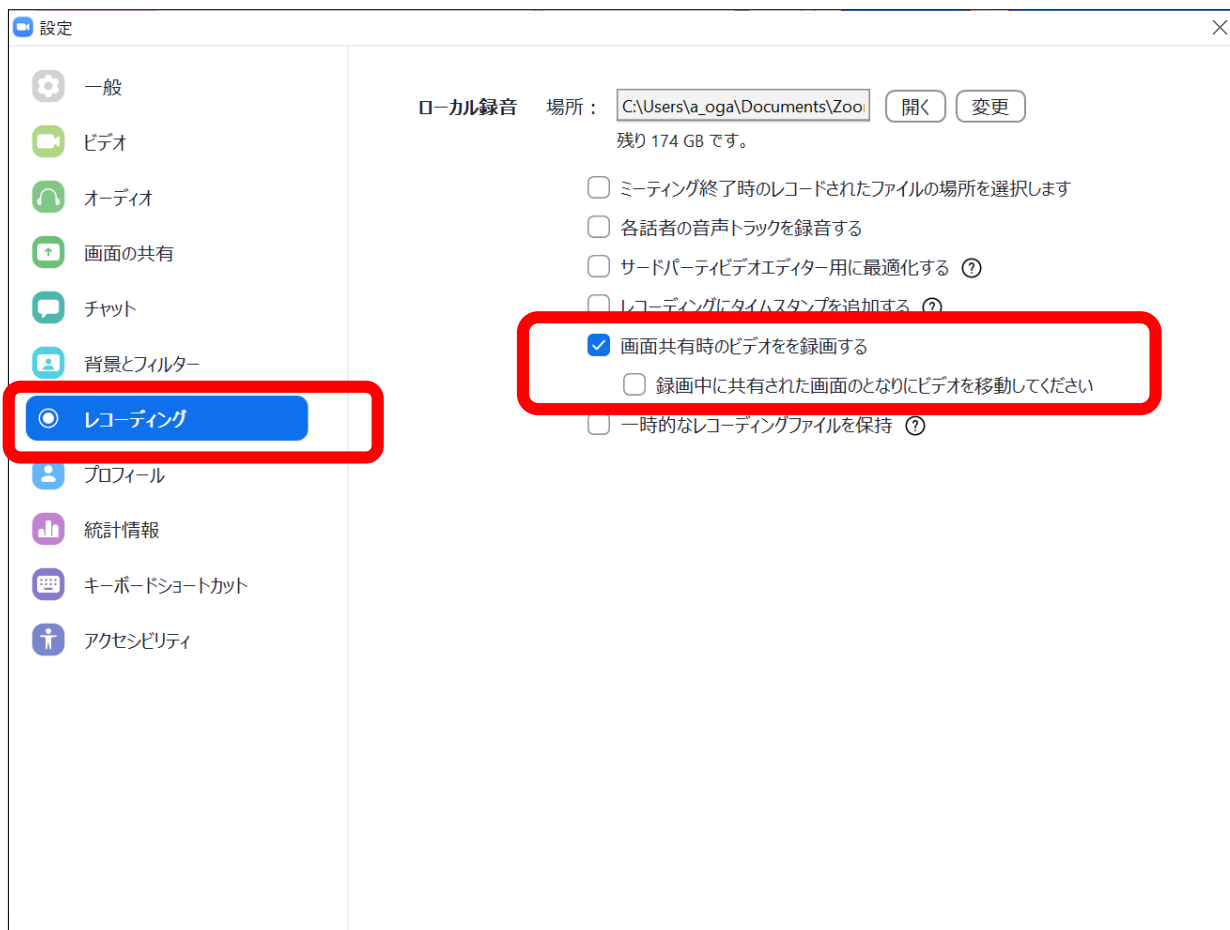 設定
一般
ビデオ
オーディオ
画面の共有
チャット
背景とフィルター
レコーディング
プロフィール
統計情報
キーボードショートカット
アクセシビリティ
ローカル録音 場所： C:\Users\a_oga\Documents\Zoo 開く 変更
残り 174 GB です。
ミーティング終了時のレコードされたファイルの場所を選択します
各話者の音声トラックを録音する
サードパーティビデオエディター用に最適化する ?
レコーディングにタイムスタンプを追加する ?
画面共有時のビデオをを録画する
録画中に共有された画面のとなりにビデオを移動してください
一時的なレコーディングファイルを保持 ?